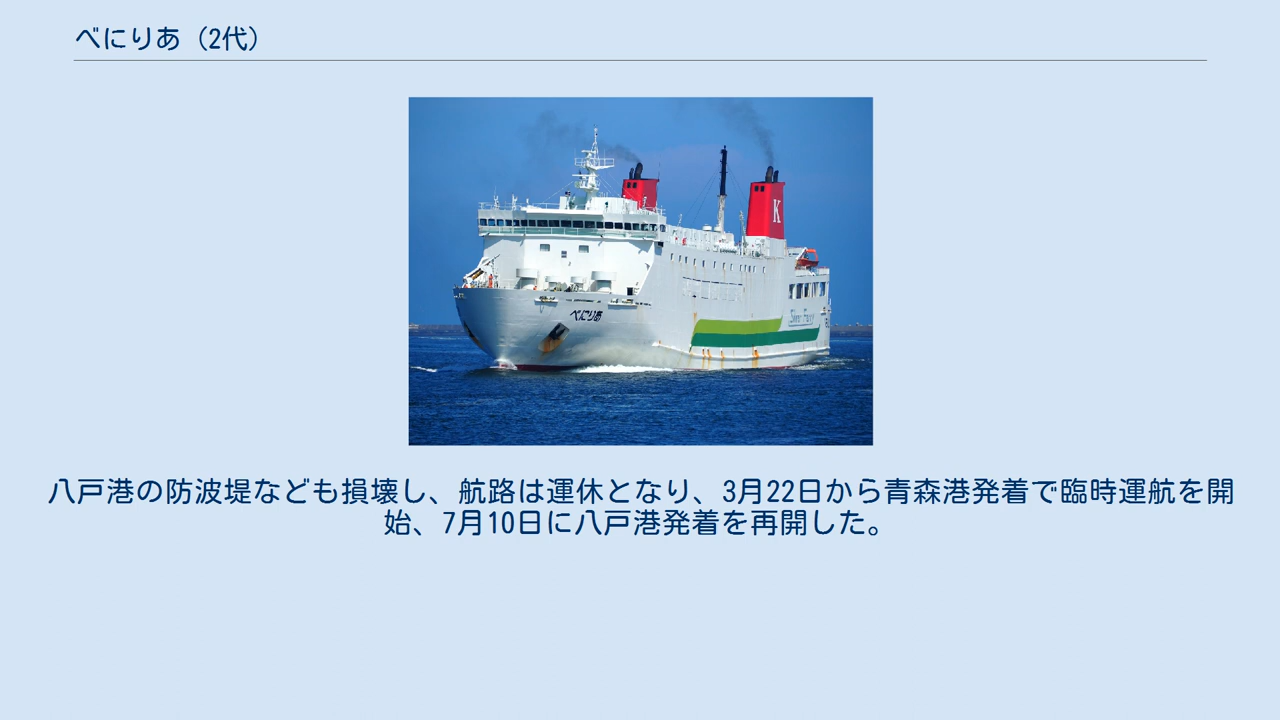 べにりあ（2代）
K
べにりあ
Silver Ferry
八戸港の防波堤なども損壊し、航路は運休となり、3月22日から青森港発着で臨時運航を開
始、7月10日に八戸港発着を再開した。